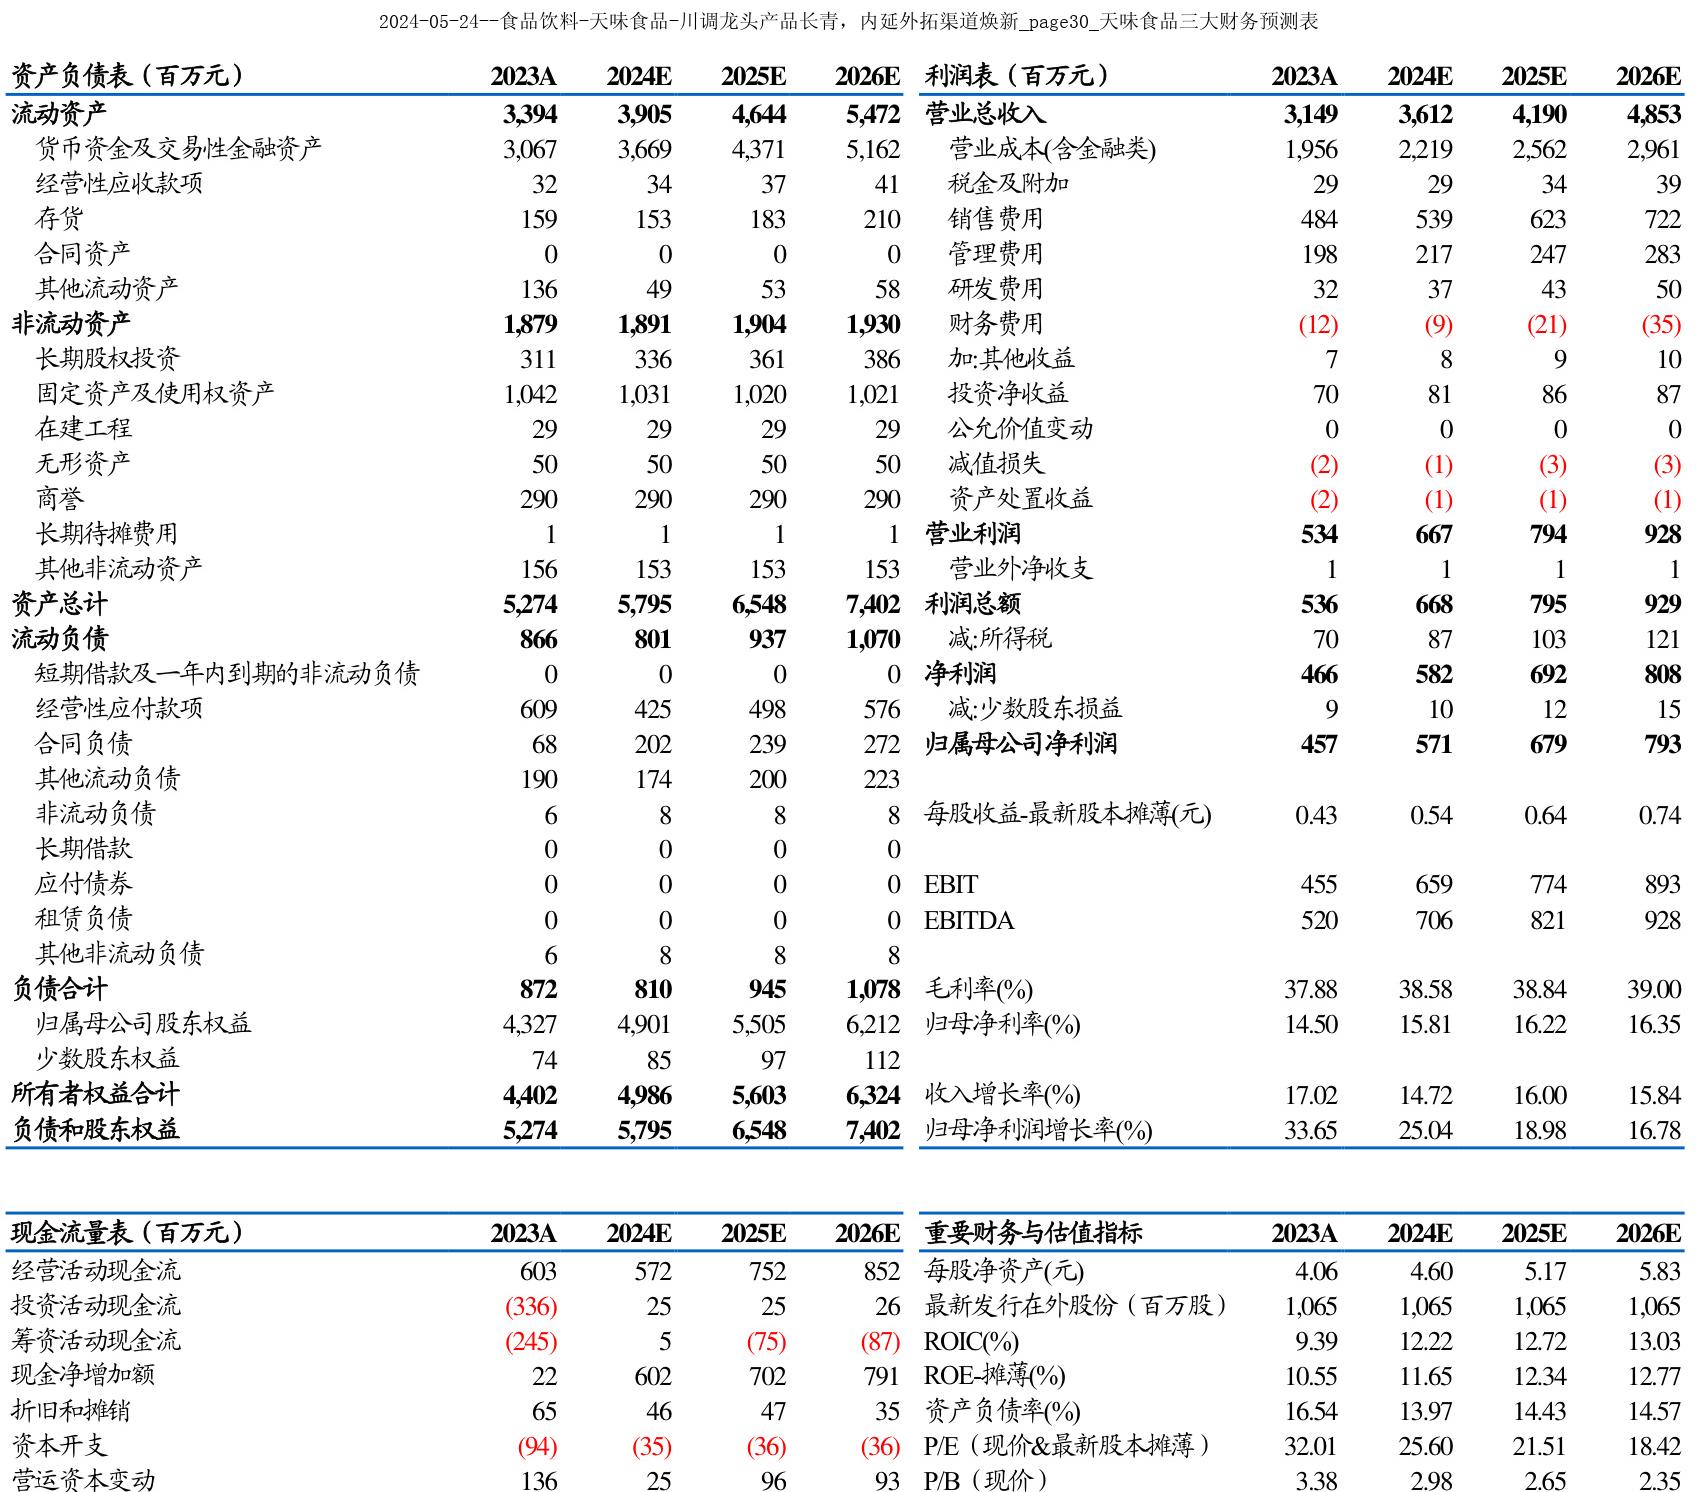 2024-05-24--食品饮料-天味食品-川调龙头产品长青，内延外拓渠道焕新_page30_天味食品三大财务预测表
资产负债表（百万元） 2023A 2024E 2025E 2026E 利润表（百万元） 2023A 2024E 2025E 2026E
流动资产 3,394 3,905 4,644 5,472 营业总收入 3,149 3,612 4,190 4,853
货币资金及交易性金融资产 3,067 3,669 4,371 5,162 营业成本(含金融类) 1,956 2,219 2,562 2,961
经营性应收款项 32 34 37 41 税金及附加 29 29 34 39
存货 159 153 183 210 销售费用 484 539 623 722
合同资产 0 0 0 0 管理费用 198 217 247 283
其他流动资产 136 49 53 58 研发费用 32 37 43 50
非流动资产 1,879 1,891 1,904 1,930 财务费用 (12) (9) (21) (35)
长期股权投资 311 336 361 386 加:其他收益 7 8 9 10
固定资产及使用权资产 1,042 1,031 1,020 1,021 投资净收益 70 81 86 87
在建工程 29 29 29 29 公允价值变动 0 0 0 0
无形资产 50 50 50 50 减值损失 (2) (1) (3) (3)
商誉 290 290 290 290 资产处置收益 (2) (1) (1) (1)
长期待摊费用 1 1 1 1 营业利润 534 667 794 928
其他非流动资产 156 153 153 153 营业外净收支 1 1 1 1
资产总计 5,274 5,795 6,548 7,402 利润总额 536 668 795 929
流动负债 866 801 937 1,070 减:所得税 70 87 103 121
短期借款及一年内到期的非流动负债 0 0 0 0 净利润 466 582 692 808
经营性应付款项 609 425 498 576 减:少数股东损益 9 10 12 15
合同负债 68 202 239 272 归属母公司净利润 457 571 679 793
其他流动负债 190 174 200 223
非流动负债 6 8 8 8 每股收益-最新股本摊薄(元) 0.43 0.54 0.64 0.74
长期借款 0 0 0 0
应付债券 0 0 0 0 EBIT 455 659 774 893
租赁负债 0 0 0 0 EBITDA 520 706 821 928
其他非流动负债 6 8 8 8
负债合计 872 810 945 1,078 毛利率(%) 37.88 38.58 38.84 39.00
归属母公司股东权益 4,327 4,901 5,505 6,212 归母净利率(%) 14.50 15.81 16.22 16.35
少数股东权益 74 85 97 112
所有者权益合计 4,402 4,986 5,603 6,324 收入增长率(%) 17.02 14.72 16.00 15.84
负债和股东权益 5,274 5,795 6,548 7,402 归母净利润增长率(%) 33.65 25.04 18.98 16.78
现金流量表（百万元） 2023A 2024E 2025E 2026E 重要财务与估值指标 2023A 2024E 2025E 2026E
经营活动现金流 603 572 752 852 每股净资产(元) 4.06 4.60 5.17 5.83
投资活动现金流 (336) 25 25 26 最新发行在外股份（百万股） 1,065 1,065 1,065 1,065
筹资活动现金流 (245) 5 (75) (87) ROIC(%) 9.39 12.22 12.72 13.03
现金净增加额 22 602 702 791 ROE-摊薄(%) 10.55 11.65 12.34 12.77
折旧和摊销 65 46 47 35 资产负债率(%) 16.54 13.97 14.43 14.57
资本开支 (94) (35) (36) (36) P/E（现价&最新股本摊薄） 32.01 25.60 21.51 18.42
营运资本变动 136 25 96 93 P/B（现价） 3.38 2.98 2.65 2.35